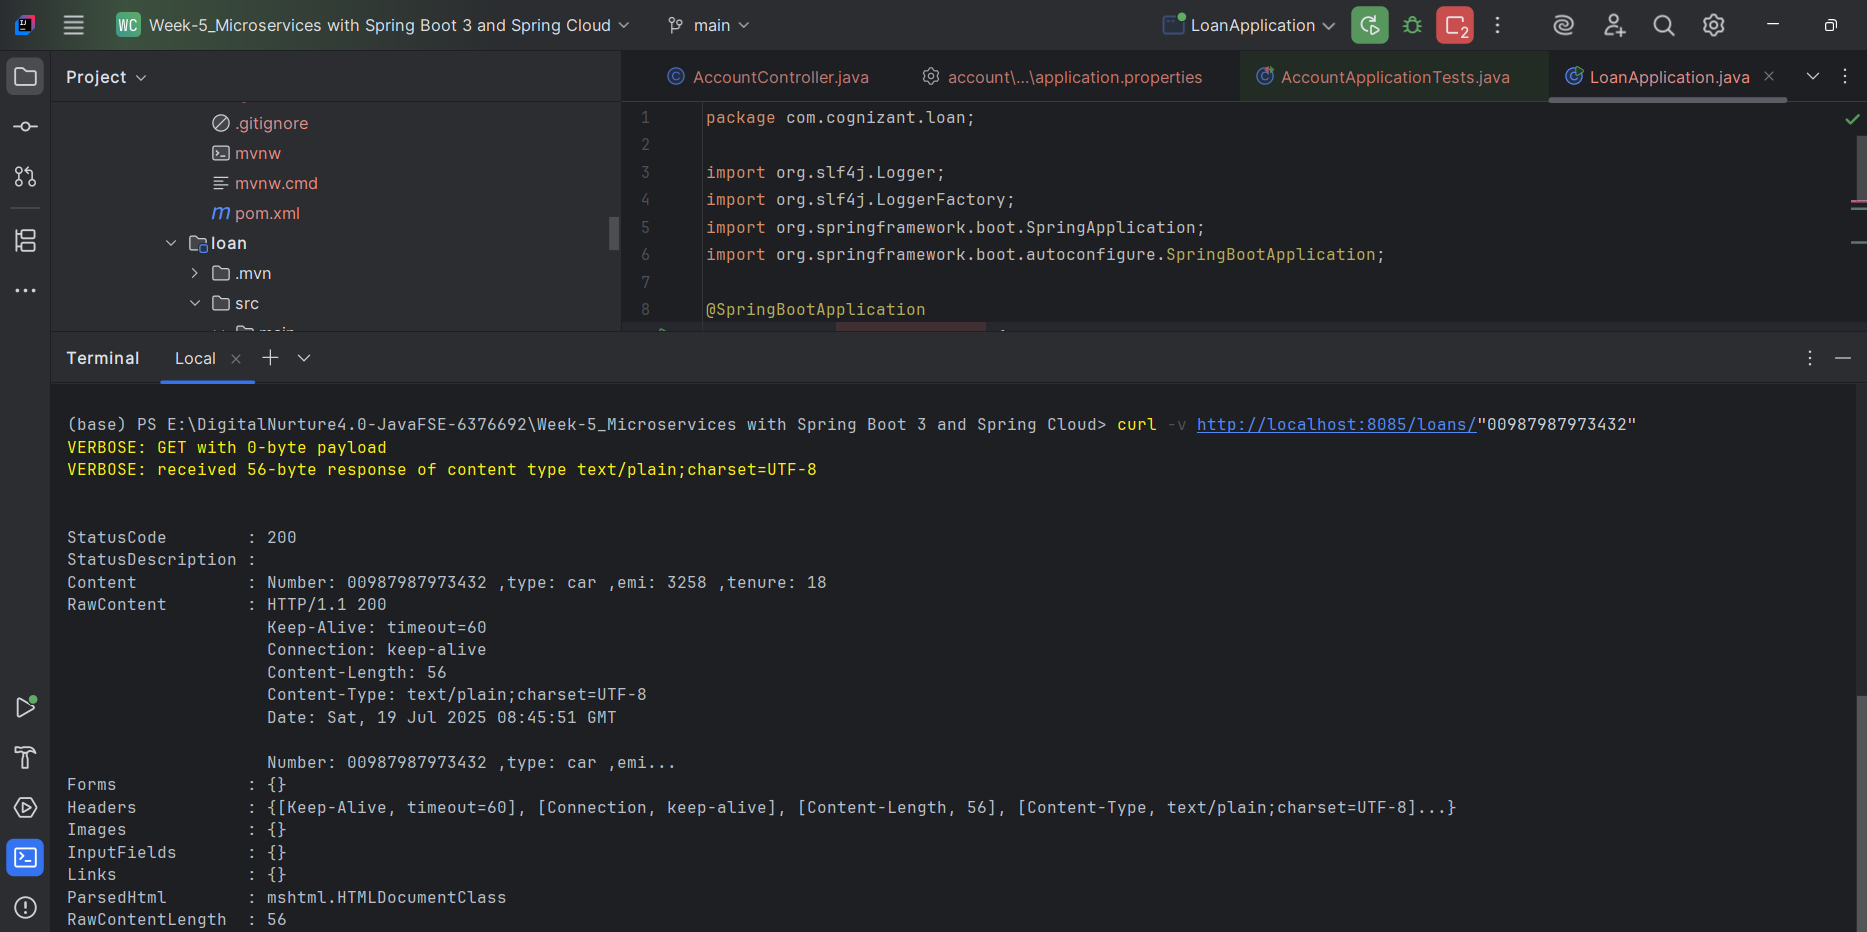 WC Week-5_Microservices with Spring Boot 3 and Spring Cloud main LoanApplication 2
Project
.gitignore
mvnw
mvnw.cmd
m pom.xml
loan
.mvn
src
main
AccountController.java account\...\application.properties AccountApplicationTests.java LoanApplication.java
1 package com.cognizant.loan;
2
3 import org.slf4j.Logger;
4 import org.slf4j.LoggerFactory;
5 import org.springframework.boot.SpringApplication;
6 import org.springframework.boot.autoconfigure.SpringBootApplication;
7
8 @SpringBootApplication
Terminal Local
(base) PS E:\DigitalNurture4.0-JavaFSE-6376692\Week-5_Microservices with Spring Boot 3 and Spring Cloud> curl -v http://localhost:8085/loans/"00987987973432"
VERBOSE: GET with 0-byte payload
VERBOSE: received 56-byte response of content type text/plain;charset=UTF-8
StatusCode : 200
StatusDescription :
Content : Number: 00987987973432 ,type: car ,emi: 3258 ,tenure: 18
RawContent : HTTP/1.1 200
Keep-Alive: timeout=60
Connection: keep-alive
Content-Length: 56
Content-Type: text/plain;charset=UTF-8
Date: Sat, 19 Jul 2025 08:45:51 GMT
Number: 00987987973432 ,type: car ,emi...
Forms : {}
Headers : {[Keep-Alive, timeout=60], [Connection, keep-alive], [Content-Length, 56], [Content-Type, text/plain;charset=UTF-8]...}
Images : {}
InputFields : {}
Links : {}
ParsedHtml : mshtml.HTMLDocumentClass
RawContentLength : 56